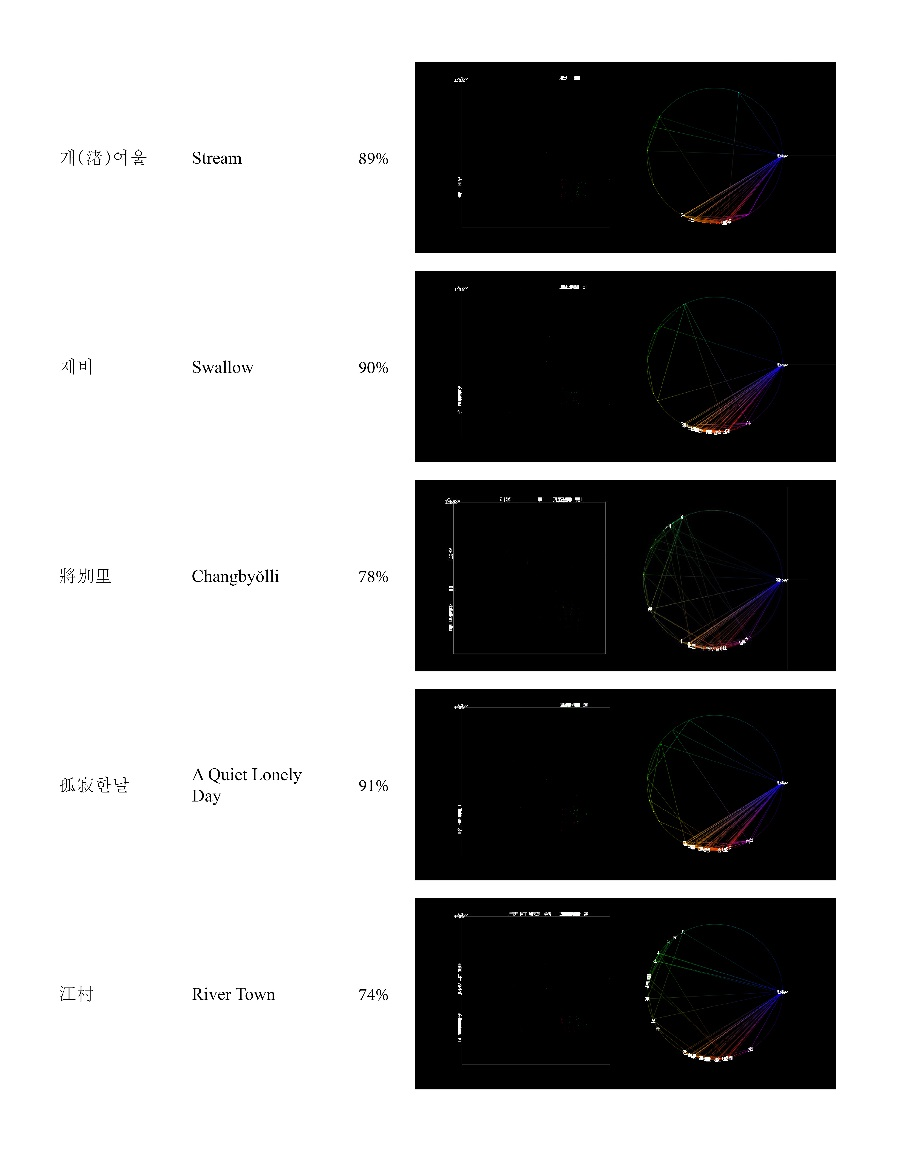 개(渚)여울 Stream 89%
제비 Swallow 90%
將別里 Changbyŏlli 78%
孤寂한날 A Quiet Lonely
Day 91%
江村 River Town 74%